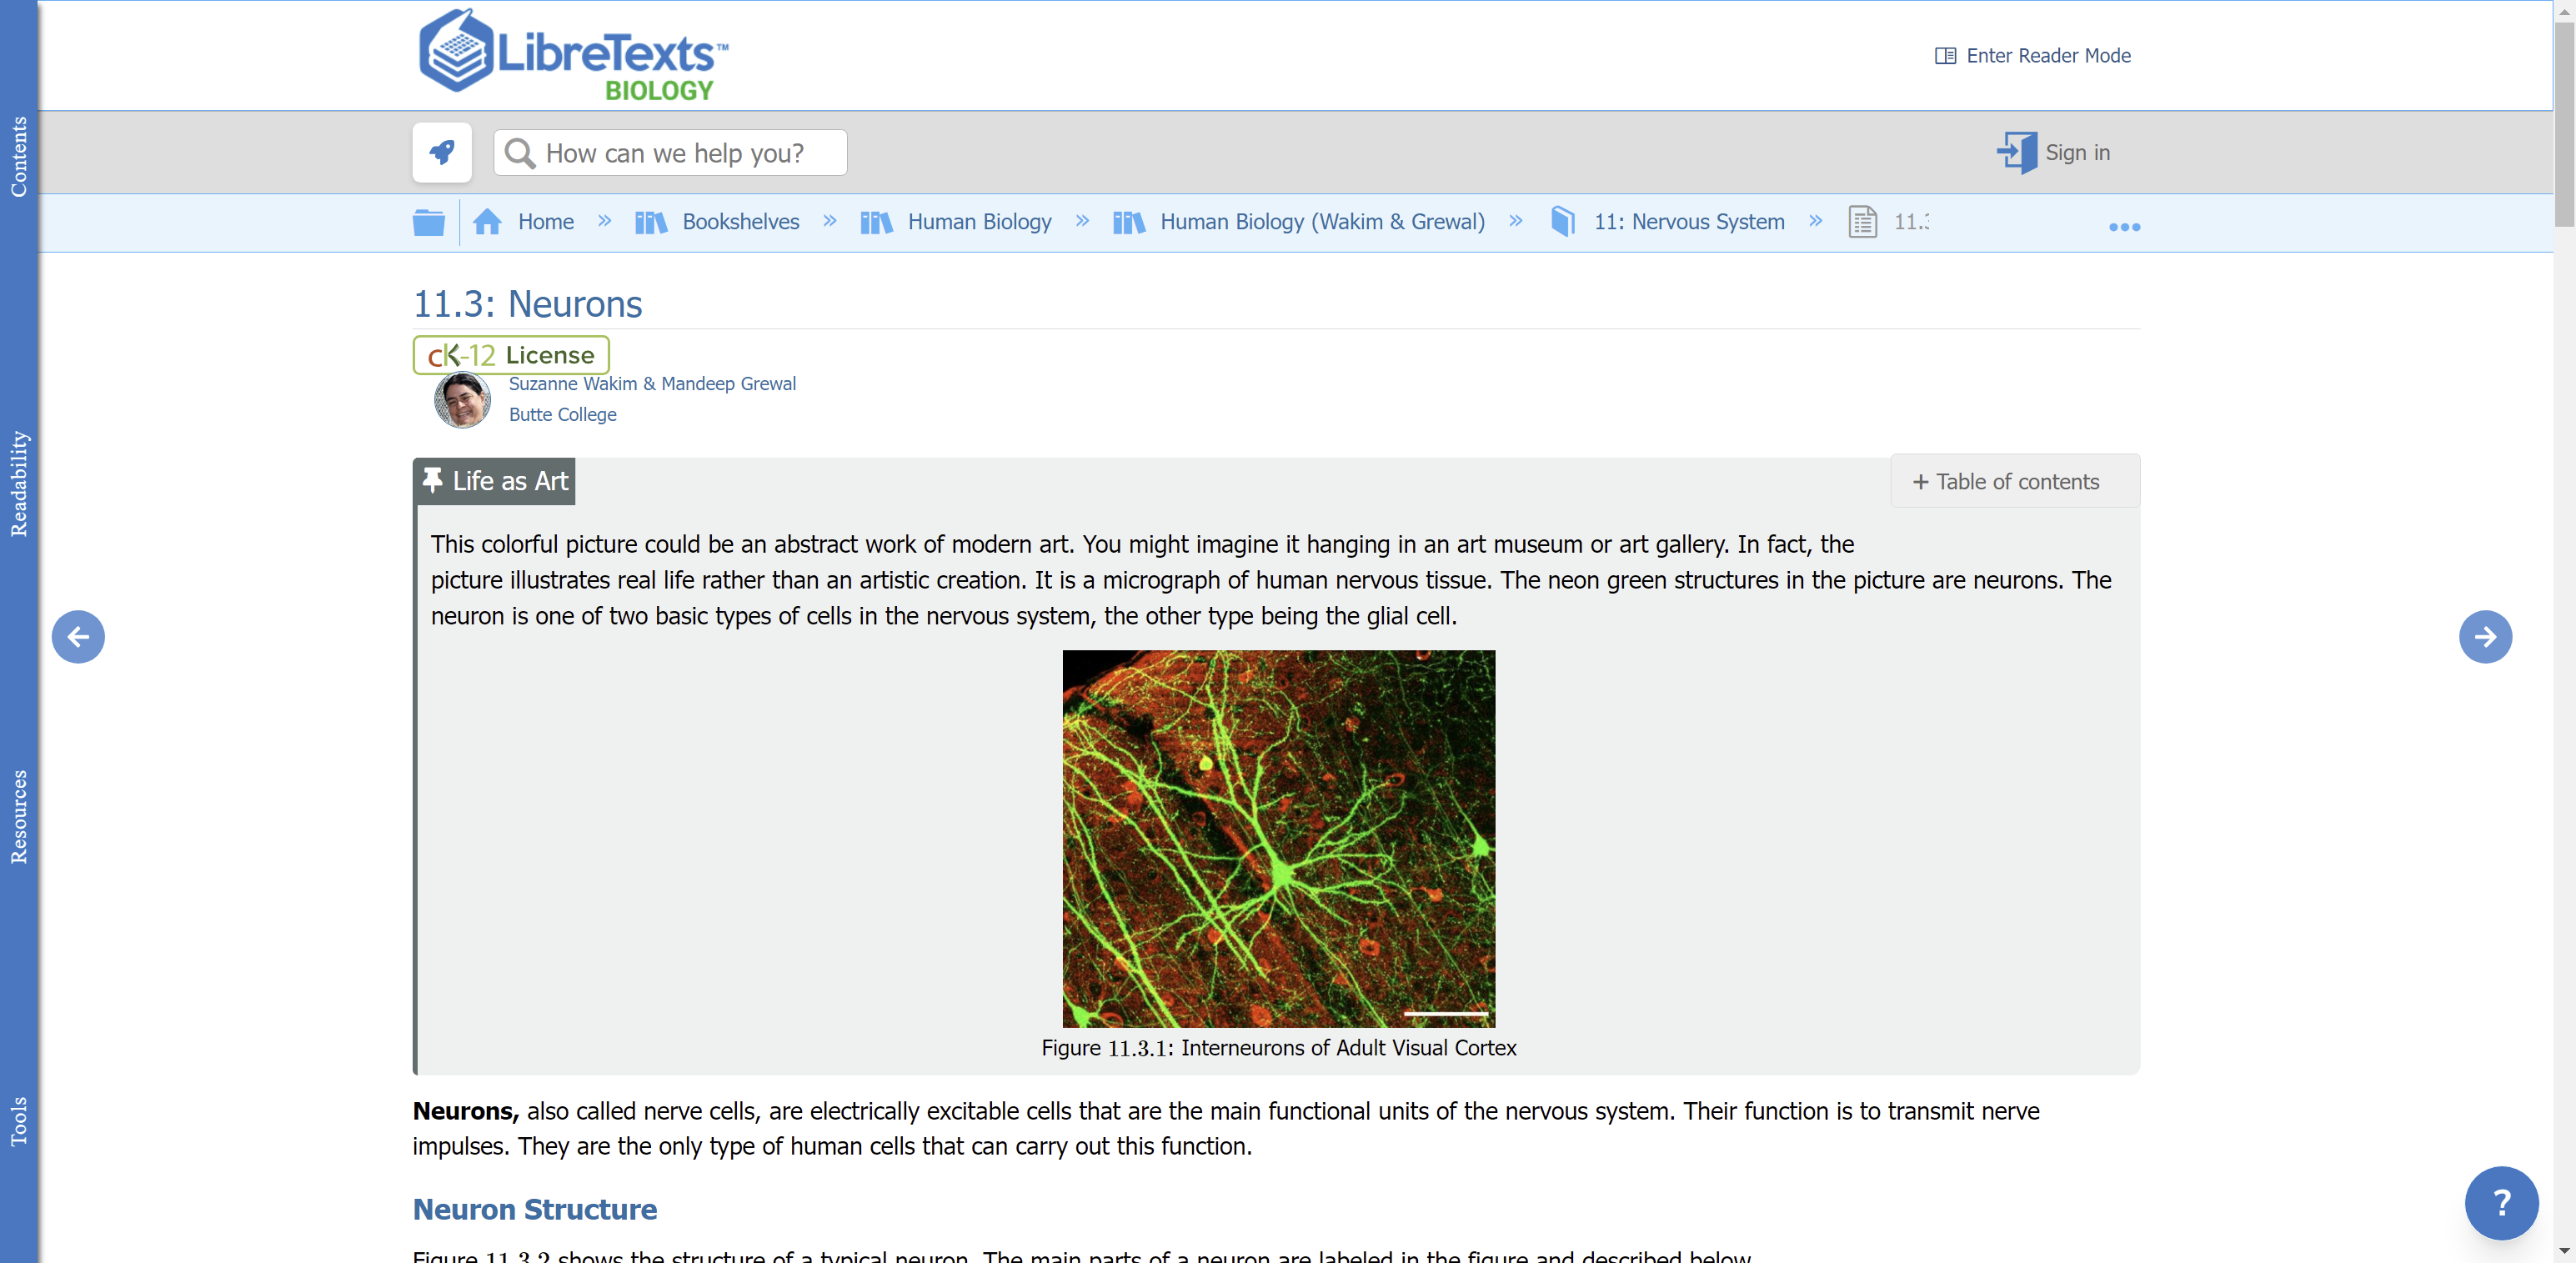 LibreTexts™
BIOLOGY
Enter Reader Mode
How can we help you?
Sign in
Home » Bookshelves » Human Biology » Human Biology (Wakim & Grewal) » 11: Nervous System »
11.3: Neurons
cK-12 License
Suzanne Wakim & Mandeep Grewal
Butte College
Life as Art
+ Table of contents
This colorful picture could be an abstract work of modern art. You might imagine it hanging in an art museum or art gallery. In fact, the
picture illustrates real life rather than an artistic creation. It is a micrograph of human nervous tissue. The neon green structures in the picture are neurons. The
neuron is one of two basic types of cells in the nervous system, the other type being the glial cell.
Figure 11.3.1: Interneurons of Adult Visual Cortex
Neurons, also called nerve cells, are electrically excitable cells that are the main functional units of the nervous system. Their function is to transmit nerve
impulses. They are the only type of human cells that can carry out this function.
Neuron Structure
Figure 11.3.2 shows the structure of a typical neuron. The main parts of a neuron are labeled in the figure and described below
Contents
Readability
Resources
Tools
?